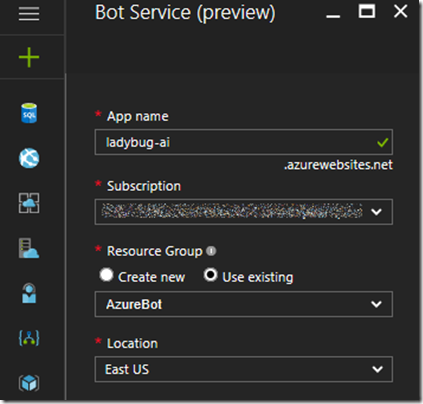 Bot Service (preview)
* App name
ladybug-ai
.azurewebsites.net
* Subscription
* Resource Group
Create new Use existing
AzureBot
* Location
East US
SQL